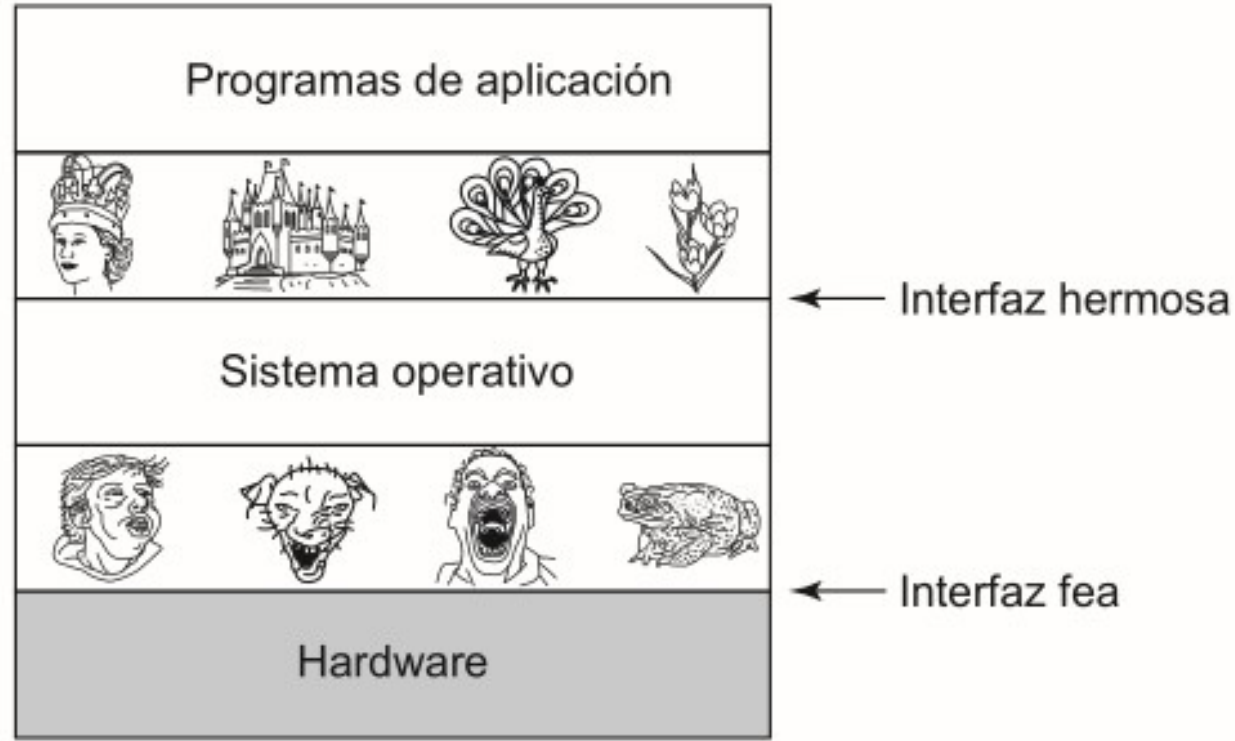 Programas de aplicación
Interfaz hermosa
Sistema operativo
Interfaz fea
Hardware